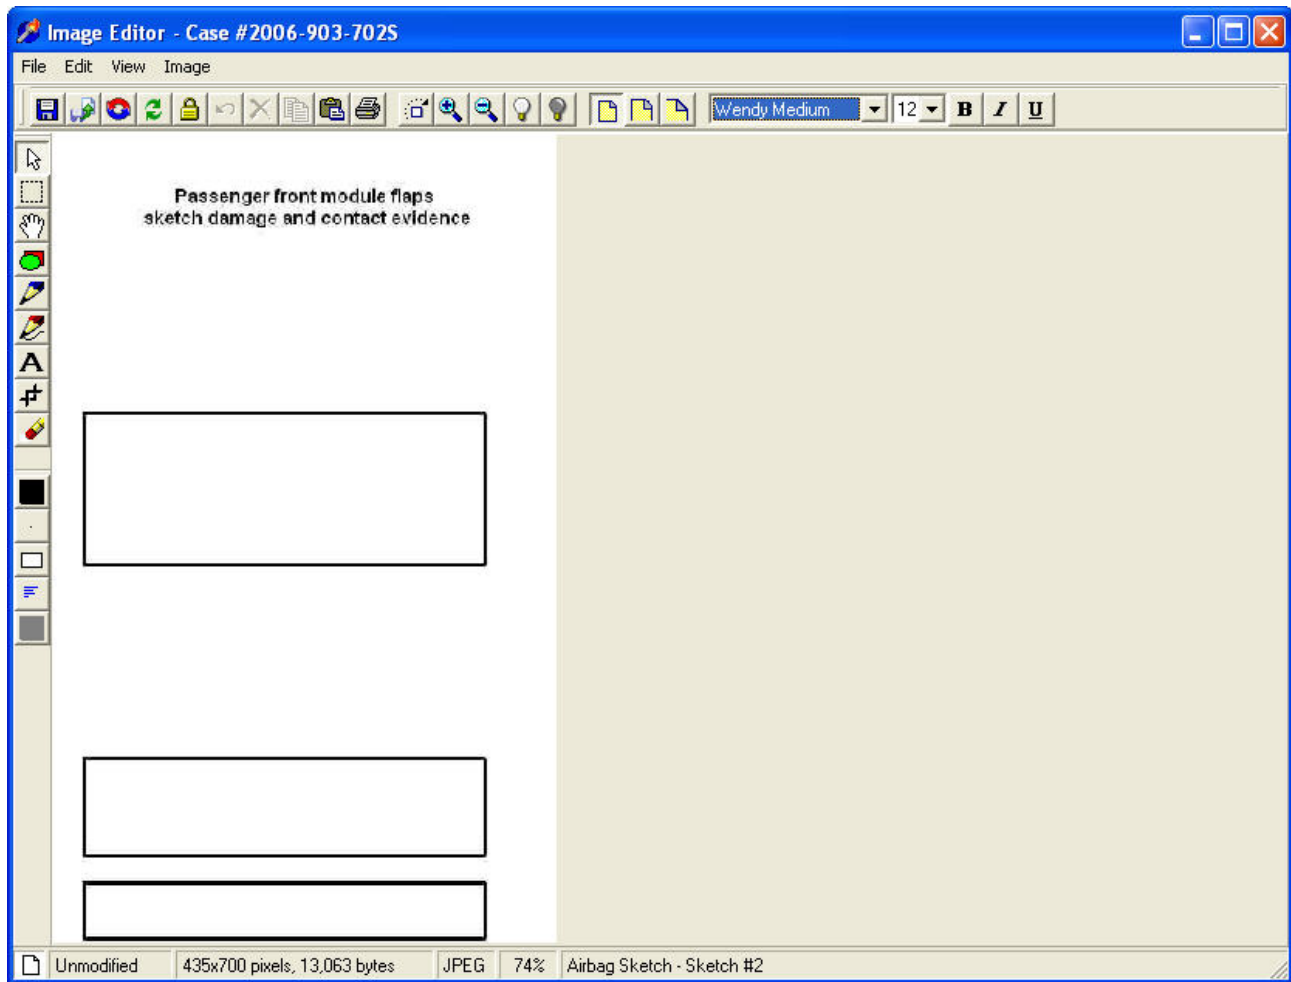 Image Editor - Case #2006-903-702S
File Edit View Image
Wendy Medium 12 B I U
Passenger front module flaps
sketch damage and contact evidence
A
Unmodified 435x700 pixels, 13,063 bytes JPEG 74% Airbag Sketch - Sketch #2